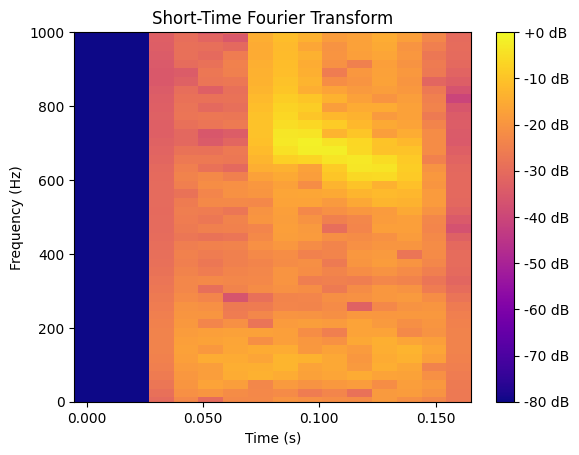 Short-Time Fourier Transform
1000
800
600
400
200
0
Frequency (Hz)
0.000
0.050
0.100
0.150
Time (s)
+0 dB
-10 dB
-20 dB
-30 dB
-40 dB
-50 dB
-60 dB
-70 dB
-80 dB